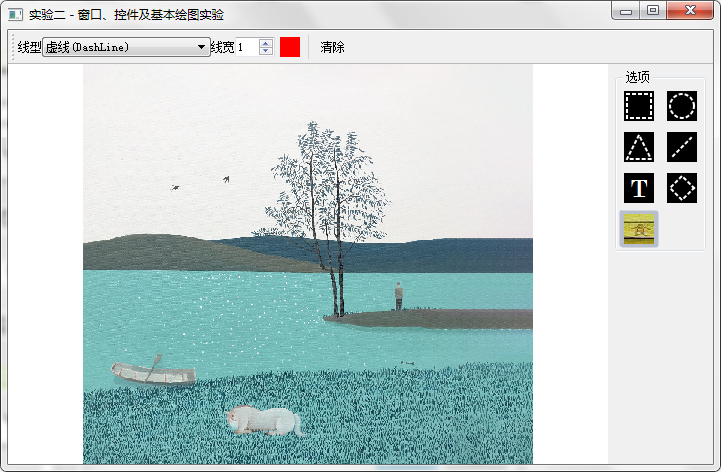 实验二 - 窗口、控件及基本绘图实验
线型 虚线(DashLine) 线宽 1 清除
选项
T